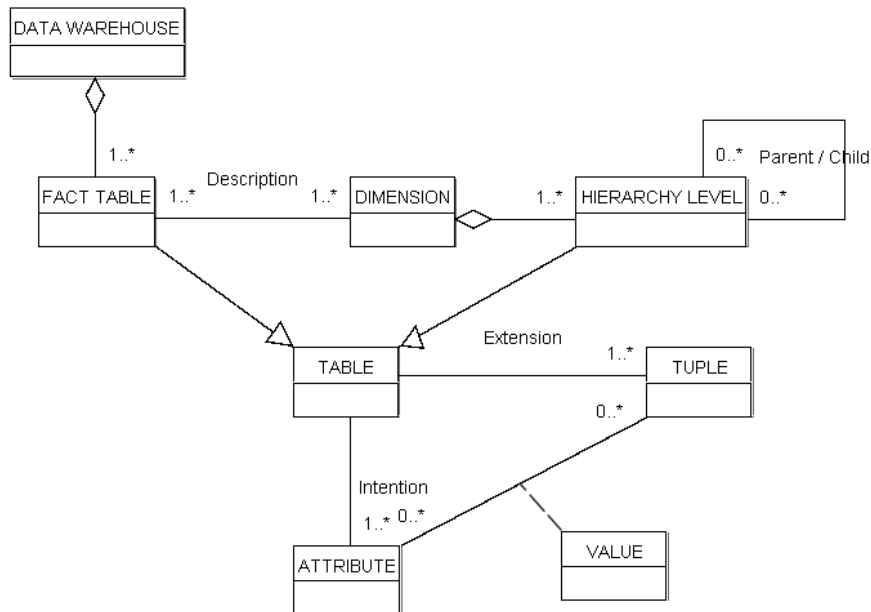 DATA WAREHOUSE
1..*
FACT TABLE
1..*
Description
1..*
DIMENSION
1..*
HIERARCHY LEVEL
0..*
Parent / Child
0..*
TABLE
Extension
1..*
TUPLE
0..*
Intention
1..*
0..*
ATTRIBUTE
VALUE